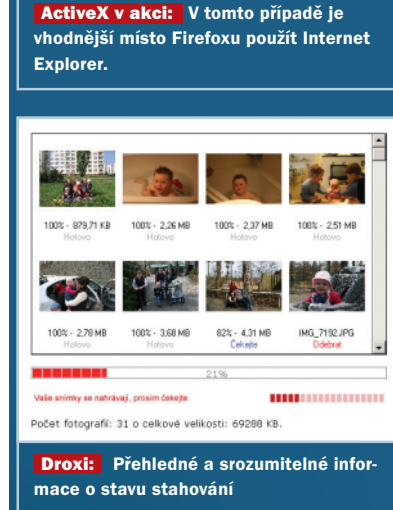 ActiveX v akci: V tomto případě je
vhodnější místo Firefoxu použít Internet
Explorer.
100% - 879,71 KB
100% - 2,26 MB
100% - 2,37 MB
100% - 2,51 MB
Hotovo
Hotovo
Hotovo
Hotovo
100% - 2,78 MB
100% - 3,68 MB
82% - 4,31 MB
IMG_7192.JPG
Hotovo
Hotovo
Čekejte
Odebrat
21%
Vaše snímky se nahrávají, prosím čekejte
Počet fotografií: 31 o celkové velikosti: 69288 KB.
Droxi: Přehledné a srozumitelné infor-
mace o stavu stahování